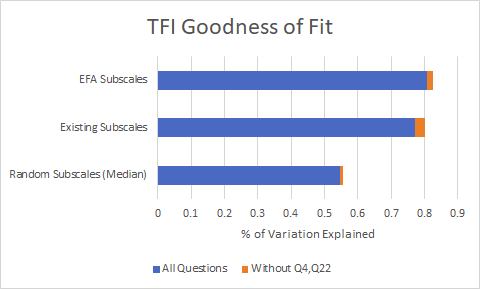 TFI Goodness of Fit
EFA Subscales
Existing Subscales
Random Subscales (Median)
0 0.1 0.2 0.3 0.4 0.5 0.6 0.7 0.8 0.9
% of Variation Explained
All Questions Without Q4,Q22